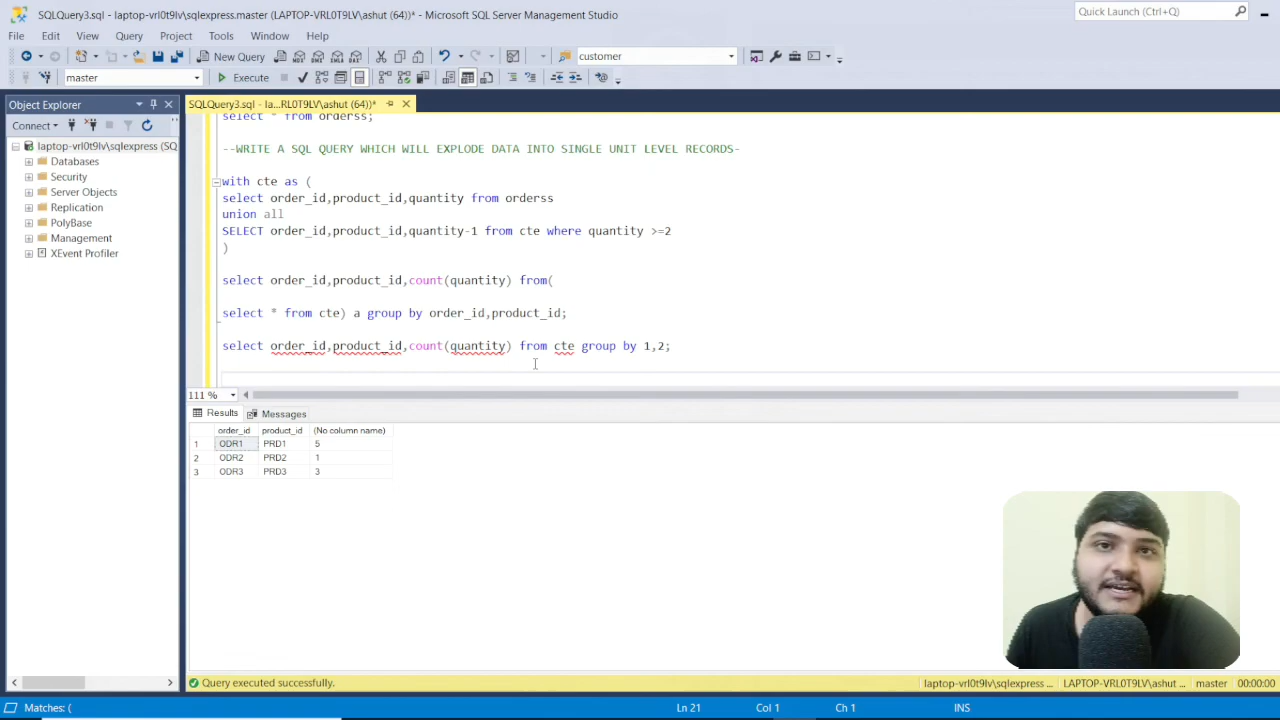 SQLQuery3.sql - laptop-vrl0t9lv\sqlexpress.master (LAPTOP-VRL0T9LV\ashut (64))* - Microsoft SQL Server Management Studio
Quick Launch (Ctrl+Q)
File Edit View Query Project Tools Window Help
New Query
customer
master
Execute
Object Explorer
SQLQuery3.sql - la...RL0T9LV\ashut (64))*
Connect
laptop-vrl0t9lv\sqlexpress (SQ
Databases
Security
Server Objects
Replication
PolyBase
Management
XEvent Profiler
select * from orderss;
--WRITE A SQL QUERY WHICH WILL EXPLODE DATA INTO SINGLE UNIT LEVEL RECORDS-
with cte as (
select order_id,product_id,quantity from orderss
union all
SELECT order_id,product_id,quantity-1 from cte where quantity >=2
)
select order_id,product_id,count(quantity) from(
select * from cte) a group by order_id,product_id;
select order_id,product_id,count(quantity) from cte group by 1,2;
111 %
Results Messages
order_id product_id (No column name)
1 ODR1 PRD1 5
2 ODR2 PRD2 1
3 ODR3 PRD3 3
Query executed successfully.
laptop-vrl0t9lv\sqlexpress ... LAPTOP-VRL0T9LV\ashut ... master 00:00:00
Matches: (
Ln 21 Col 1 Ch 1 INS